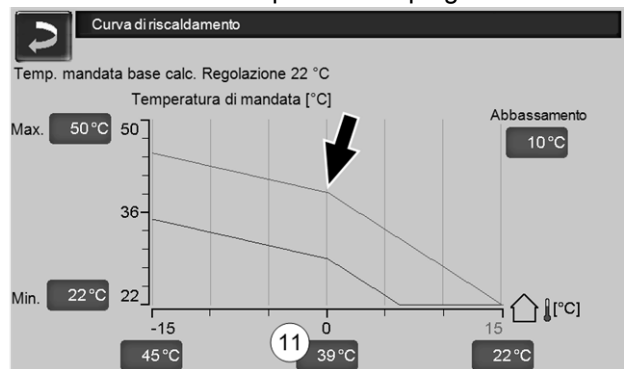 Curva di riscaldamento
Temp. mandata base calc. Regolazione 22 °C
Temperatura di mandata [°C]
Abbassamento
Max. 50°C 50
10°C
36
Min. 22°C 22
[°C]
-15 0 15
11
45°C 39°C 22°C